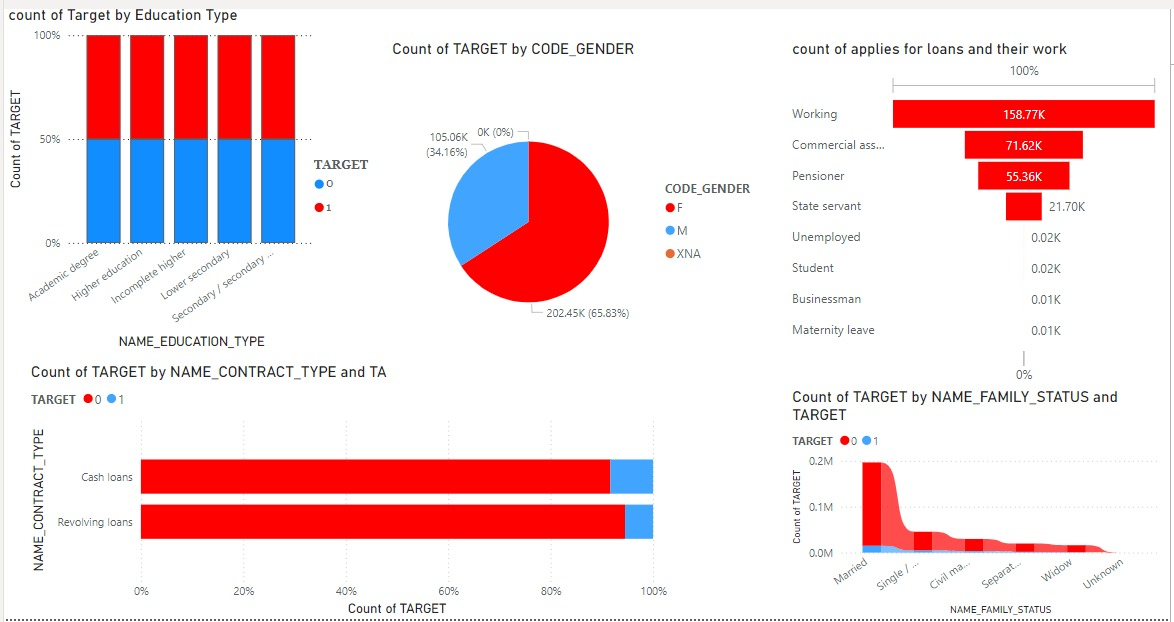 count of Target by Education Type
100%
50%
0%
Count of TARGET
Academic degree
Higher education
Incomplete higher
Lower secondary
Secondary / secondary ...
NAME_EDUCATION_TYPE
TARGET
0
1
Count of TARGET by CODE_GENDER
0K (0%)
105.06K
(34.16%)
202.45K (65.83%)
CODE_GENDER
F
M
XNA
count of applies for loans and their work
100%
Working
158.77K
Commercial ass...
71.62K
Pensioner
55.36K
State servant
21.70K
Unemployed
0.02K
Student
0.02K
Businessman
0.01K
Maternity leave
0.01K
0%
Count of TARGET by NAME_CONTRACT_TYPE and TA
TARGET 0 1
NAME_CONTRACT_TYPE
Cash loans
Revolving loans
0% 20% 40% 60% 80% 100%
Count of TARGET
Count of TARGET by NAME_FAMILY_STATUS and
TARGET
TARGET 0 1
0.2M
0.1M
0.0M
Count of TARGET
Married
Single / ...
Civil ma...
Separat...
Widow
Unknown
NAME_FAMILY_STATUS